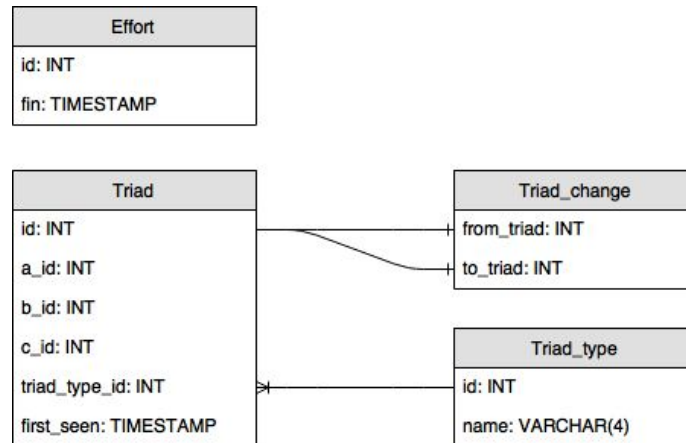 Effort
id: INT
fin: TIMESTAMP
Triad
id: INT
a_id: INT
b_id: INT
c_id: INT
triad_type_id: INT
first_seen: TIMESTAMP
Triad_change
from_triad: INT
to_triad: INT
Triad_type
id: INT
name: VARCHAR(4)